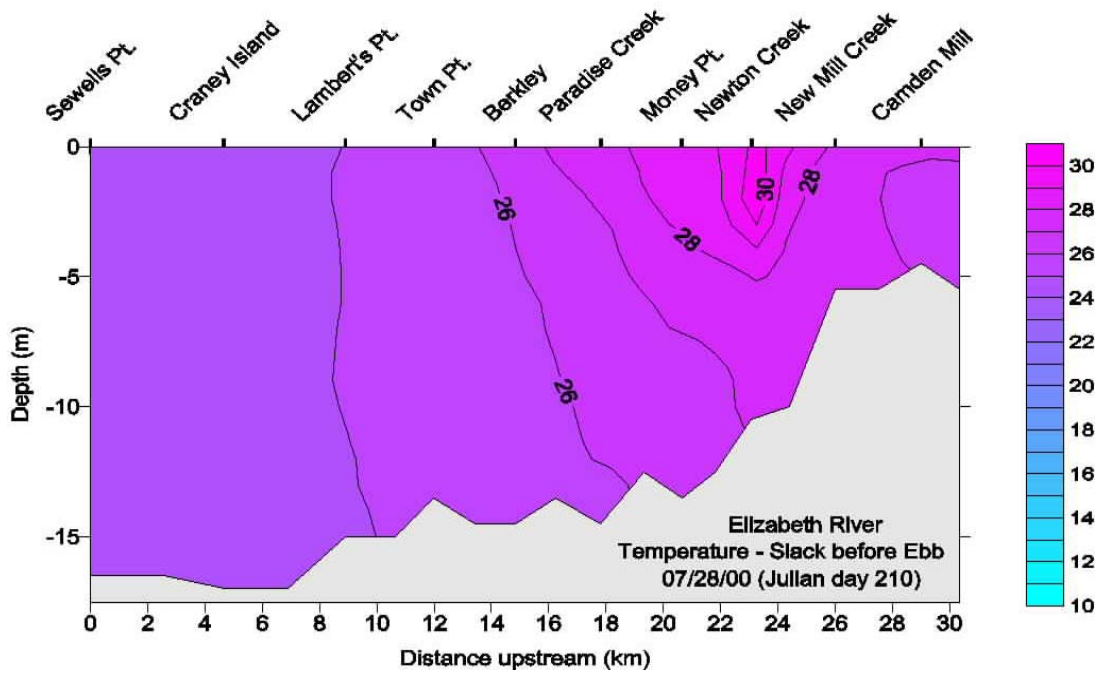 Sewells Pt.
Craney Island
Lambert's Pt.
Town Pt.
Berkley
Paradise Creek
Money Pt.
Newton Creek
New Mill Creek
Camden Mill
0
-5
-10
-15
Depth (m)
26
26
28
30
28
Elizabeth River
Temperature - Slack before Ebb
07/28/00 (Julian day 210)
0 2 4 6 8 10 12 14 16 18 20 22 24 26 28 30
Distance upstream (km)
30
28
26
24
22
20
18
16
14
12
10